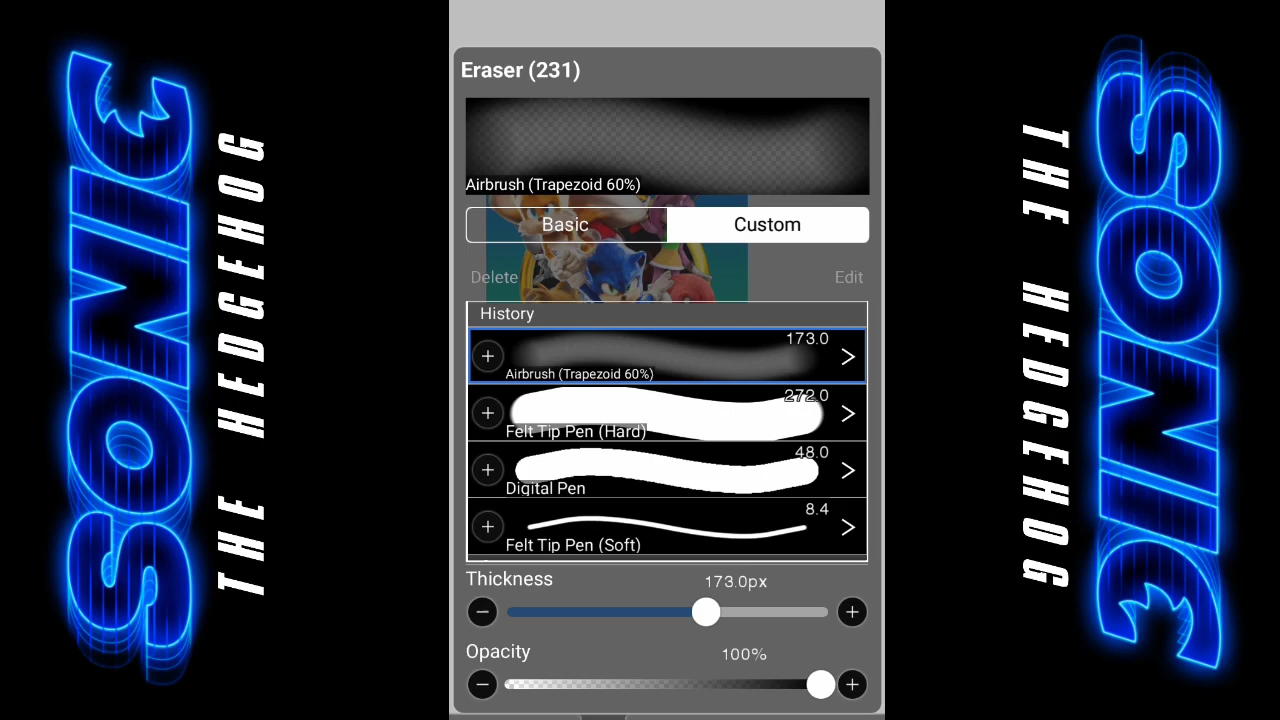 SONIC
THE HEDGEHOG
Eraser (231)
Airbrush (Trapezoid 60%)
Basic
Custom
Delete
Edit
History
173.0
Airbrush (Trapezoid 60%)
272.0
Felt Tip Pen (Hard)
48.0
Digital Pen
8.4
Felt Tip Pen (Soft)
Thickness
173.0px
Opacity
100%
SONIC
THE HEDGEHOG